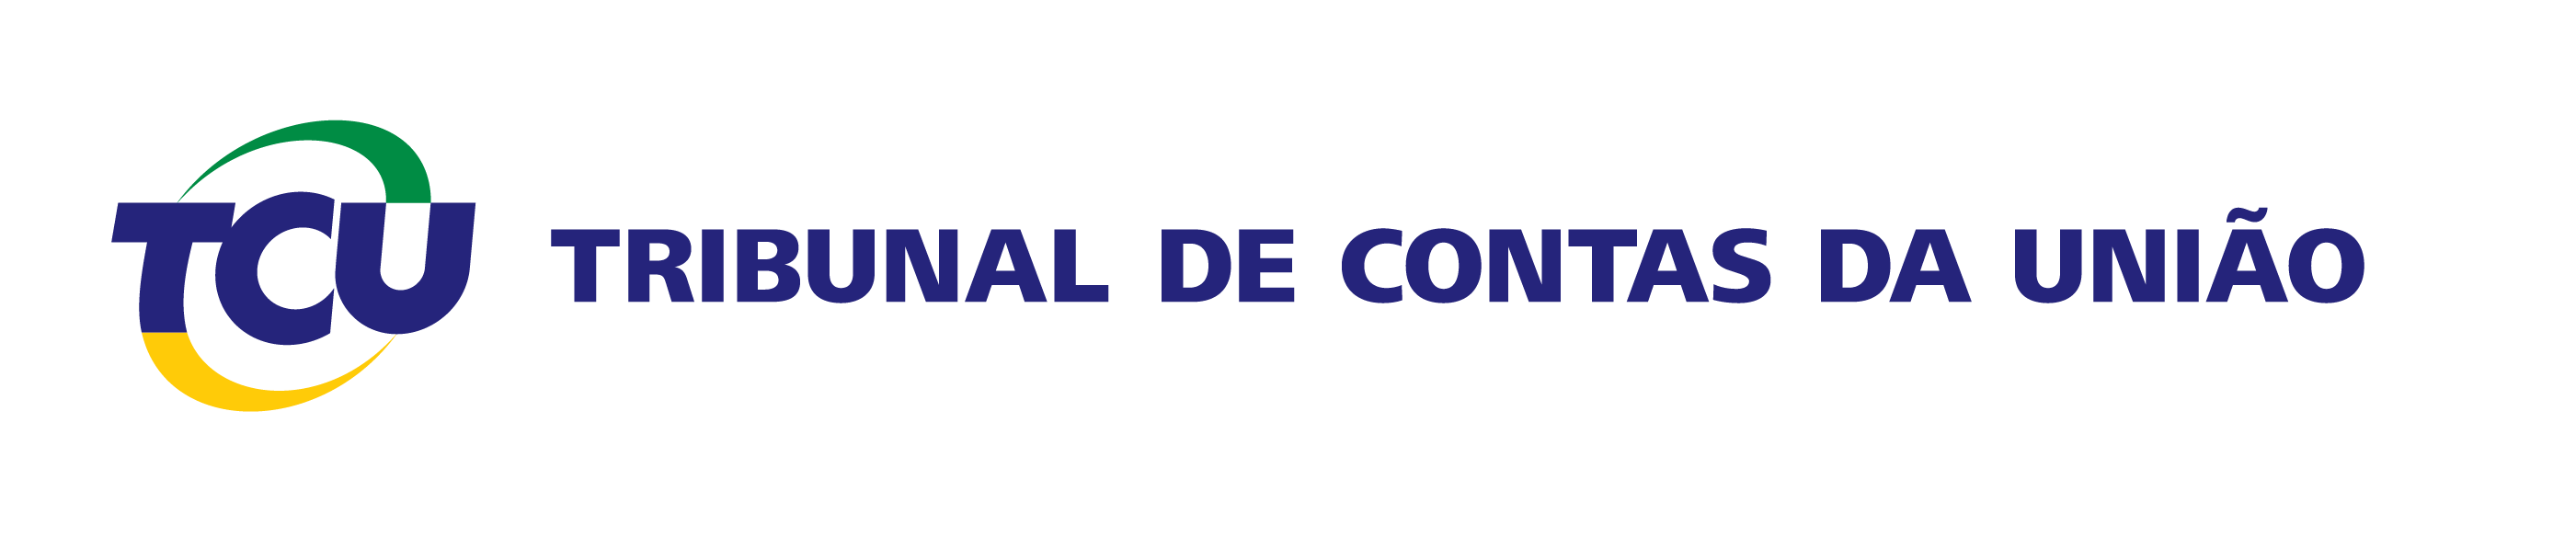 TCU TRIBUNAL DE CONTAS DA UNIÃO